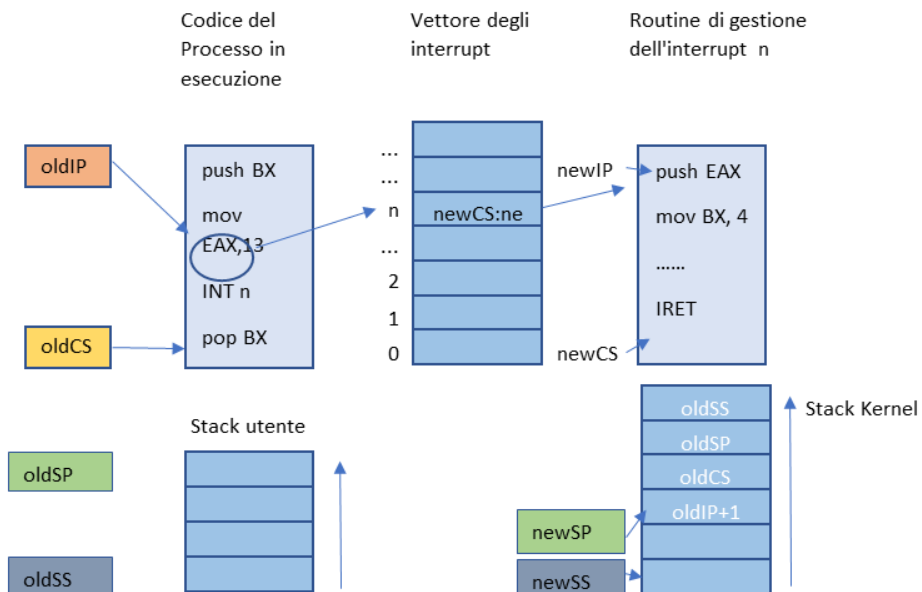 Codice del
Processo in
esecuzione
Vettore degli
interrupt
Routine di gestione
dell'interrupt n
oldIP
push BX
mov
EAX,13
INT n
pop BX
oldCS
...
...
n
...
2
1
0
newCS:ne
newIP
newCS
push EAX
mov BX, 4
......
IRET
Stack utente
oldSP
oldSS
oldSS
oldSP
oldCS
oldIP+1
Stack Kernel
newSP
newSS